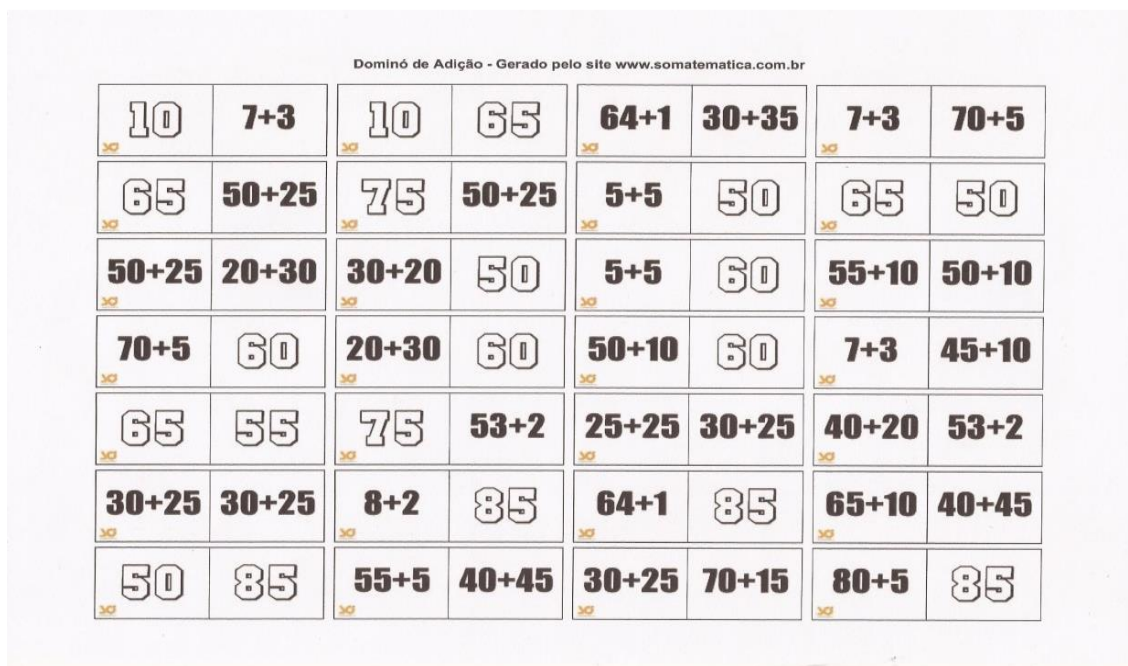 Dominó de Adição - Gerado pelo site www.somatematica.com.br
10 7+3 10 65 64+1 30+35 7+3 70+5
65 50+25 75 50+25 5+5 50 65 50
50+25 20+30 30+20 50 5+5 60 55+10 50+10
70+5 60 20+30 60 50+10 60 7+3 45+10
65 55 75 53+2 25+25 30+25 40+20 53+2
30+25 30+25 8+2 85 64+1 85 65+10 40+45
50 85 55+5 40+45 30+25 70+15 80+5 85